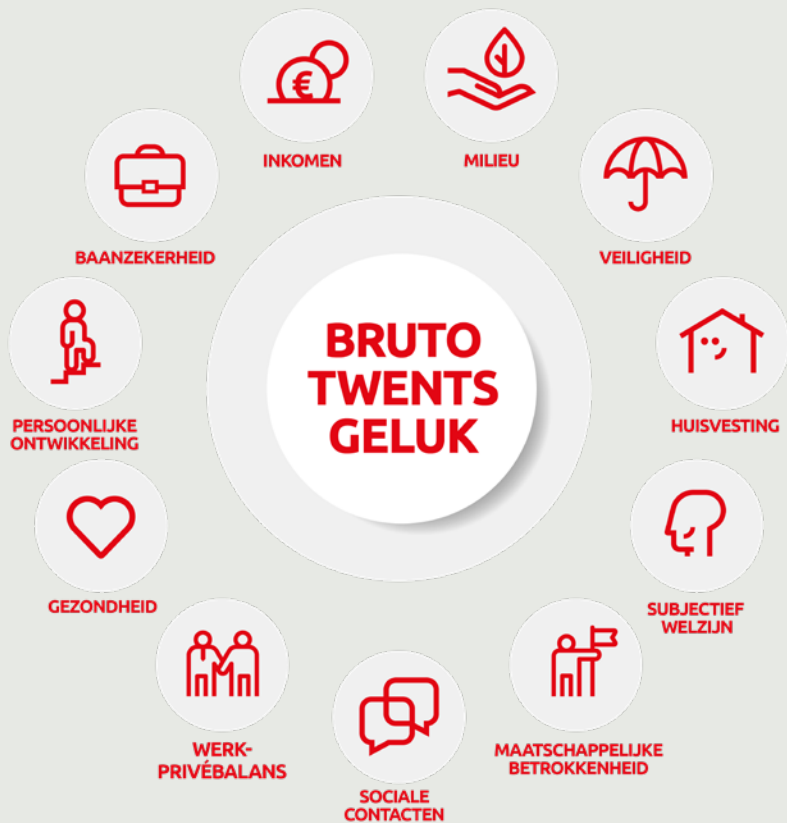 INKOMEN
MILIEU
BAANZEKERHEID
VEILIGHEID
BRUTO
TWENTS
GELUK
PERSOONLIJKE
ONTWIKKELING
HUISVESTING
GEZONDHEID
SUBJECTIEF
WELZIJN
WERK-
PRIVÉBALANS
MAATSCHAPPELIJKE
BETROKKENHEID
SOCIALE
CONTACTEN
€